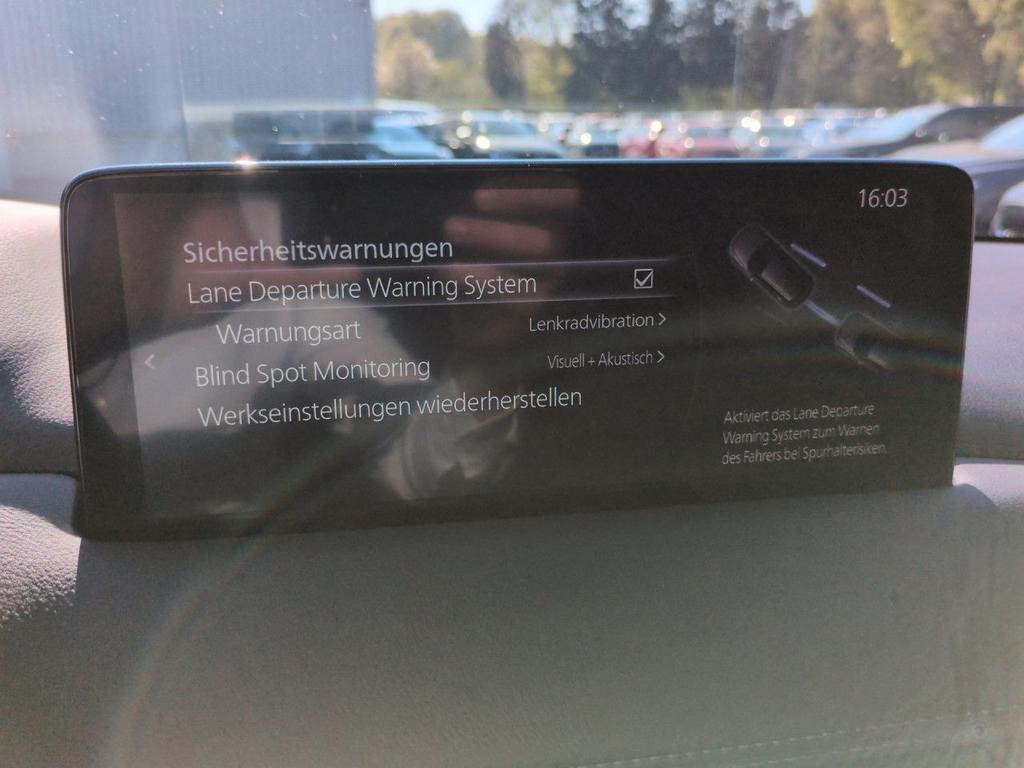 16:03
Sicherheitswarnungen
Lane Departure Warning System
Warnungsart Lenkradvibration
Blind Spot Monitoring Visuell + Akustisch
Werkseinstellungen wiederherstellen
Aktiviert das Lane Departure
Warning System zum Warnen
des Fahrers bei Spurhalterisiken.